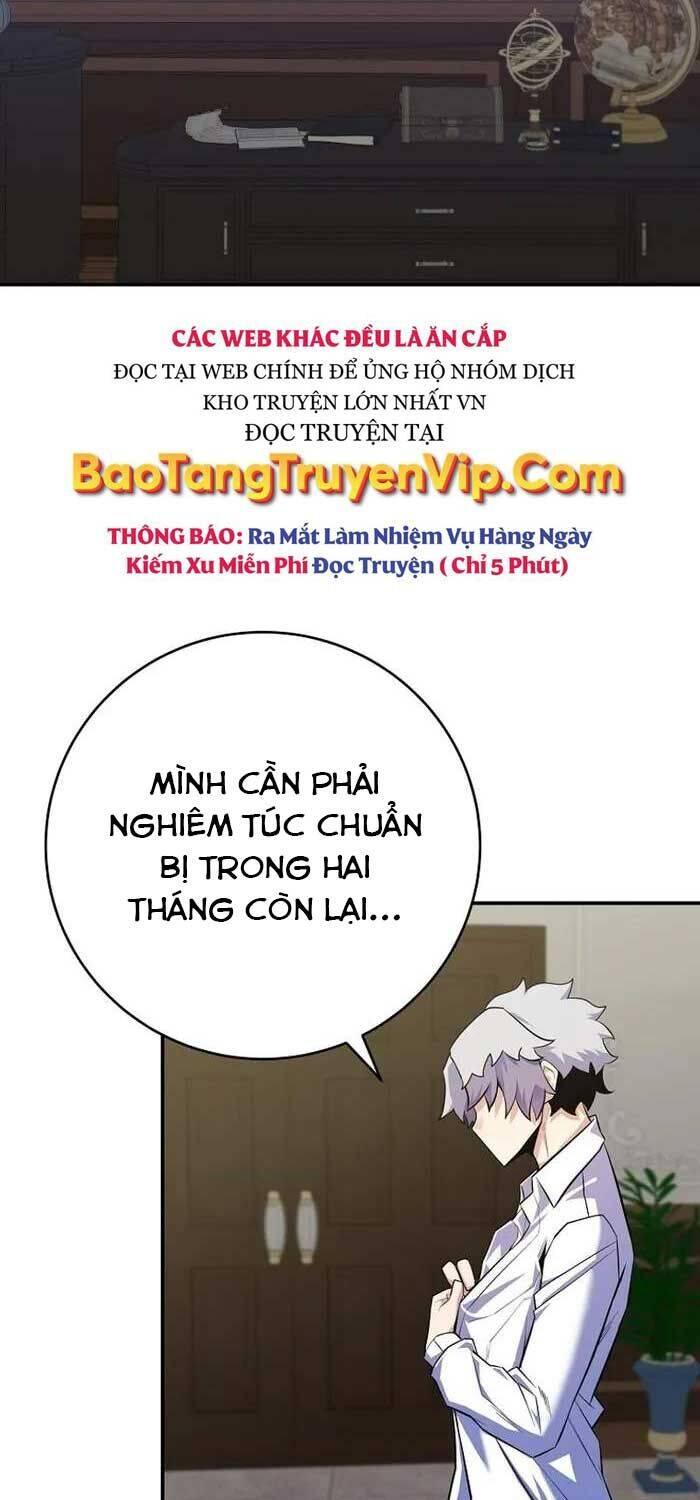 CÁC WEB KHÁC ĐỀU LÀ ĂN CẮP
ĐỌC TẠI WEB CHÍNH ĐỂ ỦNG HỘ NHÓM DỊCH
KHO TRUYỆN LỚN NHẤT VN
ĐỌC TRUYỆN TẠI
BaoTangTruyenVip.Com
THÔNG BÁO: Ra Mắt Làm Nhiệm Vụ Hàng Ngày
Kiếm Xu Miễn Phí Đọc Truyện ( Chỉ 5 Phút)
MÌNH CẦN PHẢI
NGHIÊM TÚC CHUẨN
BỊ TRONG HAI
THÁNG CÒN LẠI...